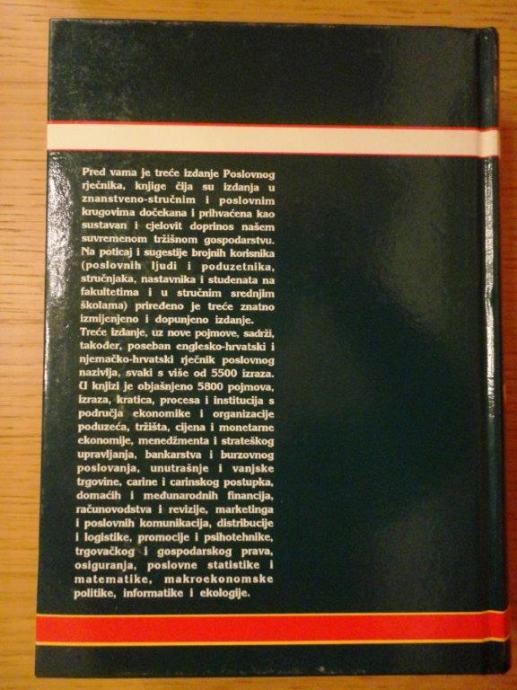 Pred vama je treće izdanje Poslovnog
rječnika, knjige čija su izdanja u
znanstveno-stručnim i poslovnim
krugovima dočekana i prihvaćena kao
sustavan i cjelovit doprinos našem
suvremenom tržišnom gospodarstvu.
Na poticaj i sugestije brojnih korisnika
(poslovnih ljudi i poduzetnika,
stručnjaka, nastavnika i studenata na
fakultetima i u stručnim srednjim
školama) priređeno je treće znatno
izmijenjeno i dopunjeno izdanje.
Treće izdanje, uz nove pojmove, sadrži,
također, poseban englesko-hrvatski i
njemačko-hrvatski rječnik poslovnog
nazivlja, svaki s više od 5500 izraza.
U knjizi je objašnjeno 5800 pojmova,
izraza, kratica, procesa i institucija s
područja ekonomike i organizacije
poduzeća, tržišta, cijena i monetarne
ekonomije, menedžmenta i strateškog
upravljanja, bankarstva i burzovnog
poslovanja, unutrašnje i vanjske
trgovine, carine i carinskog postupka,
domaćih i međunarodnih financija,
računovodstva i revizije, marketinga
i poslovnih komunikacija, distribucije
i logistike, promocije i psihotehnike,
trgovačkog i gospodarskog prava,
osiguranja, poslovne statistike i
matematike, makroekonomske
politike, informatike i ekologije.